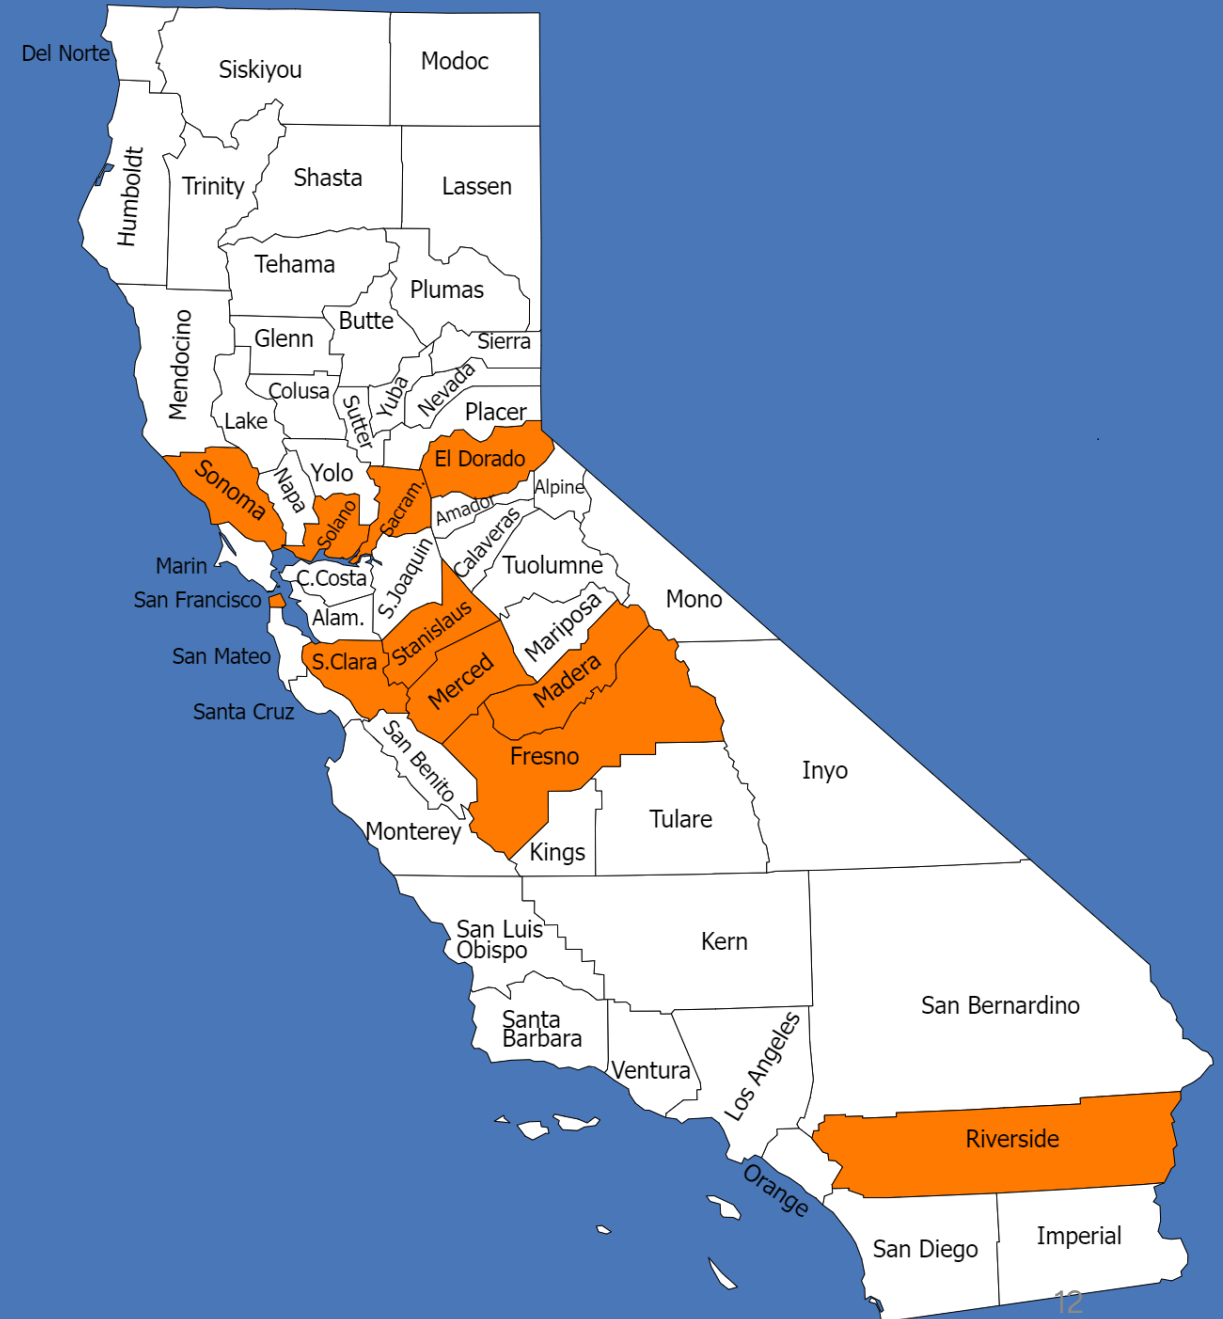 Del Norte
Siskiyou
Modoc
Humboldt
Trinity
Shasta
Lassen
Tehama
Plumas
Mendocino
Glenn
Butte
Sierra
Lake
Colusa
Sutter
Yuba
Nevada
Placer
Sonoma
Napa
Yolo
Solano
Sacram.
El Dorado
Amador
Alpine
Marin
C.Costa
S.Joaquin
Calaveras
Tuolumne
Mono
San Francisco
Alam.
Stanislaus
Mariposa
San Mateo
S.Clara
Merced
Madera
Santa Cruz
San Benito
Fresno
Inyo
Monterey
Kings
Tulare
San Luis
Obispo
Kern
San Bernardino
Santa
Barbara
Ventura
Los Angeles
Orange
Riverside
San Diego
Imperial
12